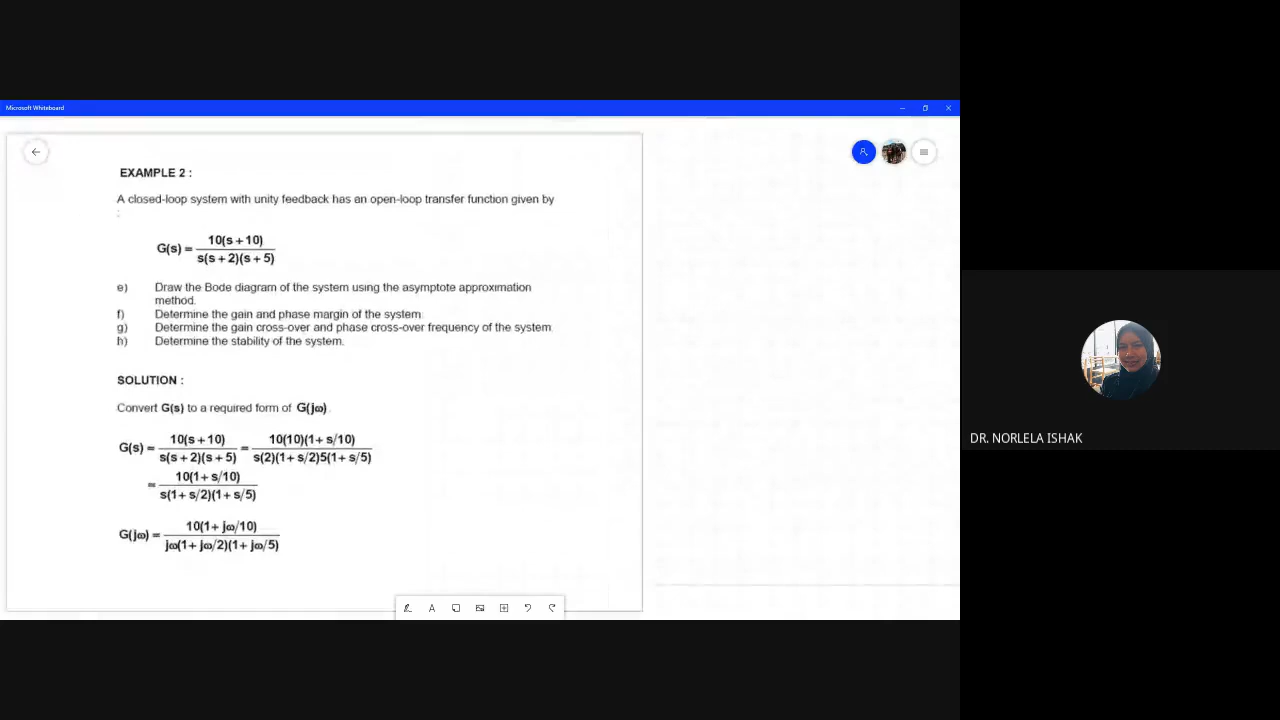 Microsoft Whiteboard
EXAMPLE 2 :
A closed-loop system with unity feedback has an open-loop transfer function given by
:
G(s) = 10(s + 10) / s(s + 2)(s + 5)
e) Draw the Bode diagram of the system using the asymptote approximation
method.
f) Determine the gain and phase margin of the system
g) Determine the gain cross-over and phase cross-over frequency of the system.
h) Determine the stability of the system.
SOLUTION :
Convert G(s) to a required form of G(jω).
G(s) = 10(s + 10) / s(s + 2)(s + 5) = 10(10)(1 + s/10) / s(2)(1 + s/2)5(1 + s/5)
= 10(1 + s/10) / s(1 + s/2)(1 + s/5)
G(jω) = 10(1 + jω/10) / jω(1 + jω/2)(1 + jω/5)
DR. NORLELA ISHAK